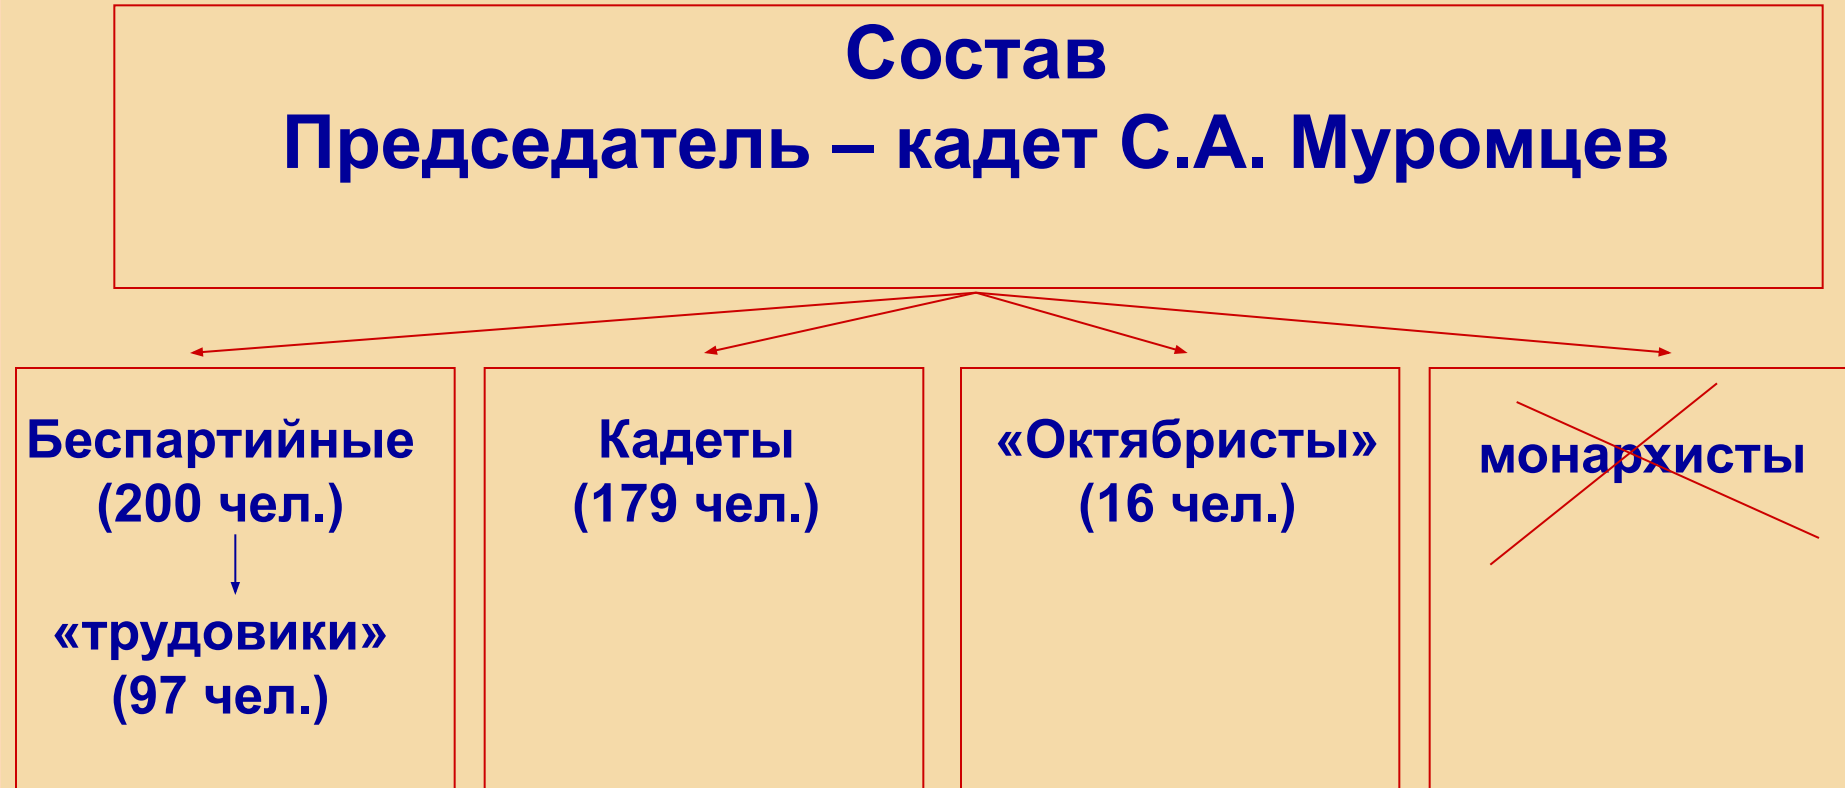 Состав
Председатель – кадет С.А. Муромцев
Беспартийные
(200 чел.)
«трудовики»
(97 чел.)
Кадеты
(179 чел.)
«Октябристы»
(16 чел.)
монархисты